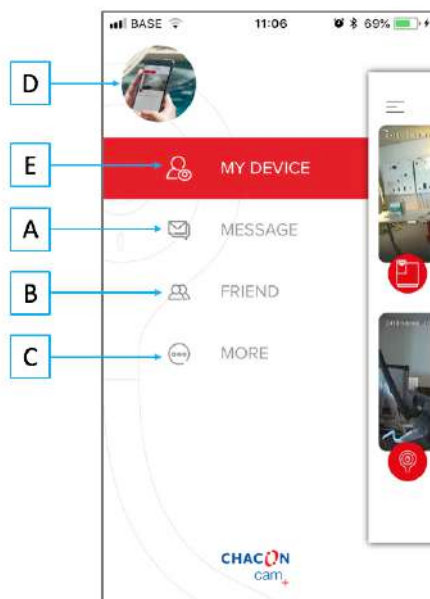 BASE 11:06 69%
D
E MY DEVICE
A MESSAGE
B FRIEND
C MORE
CHACON
cam+